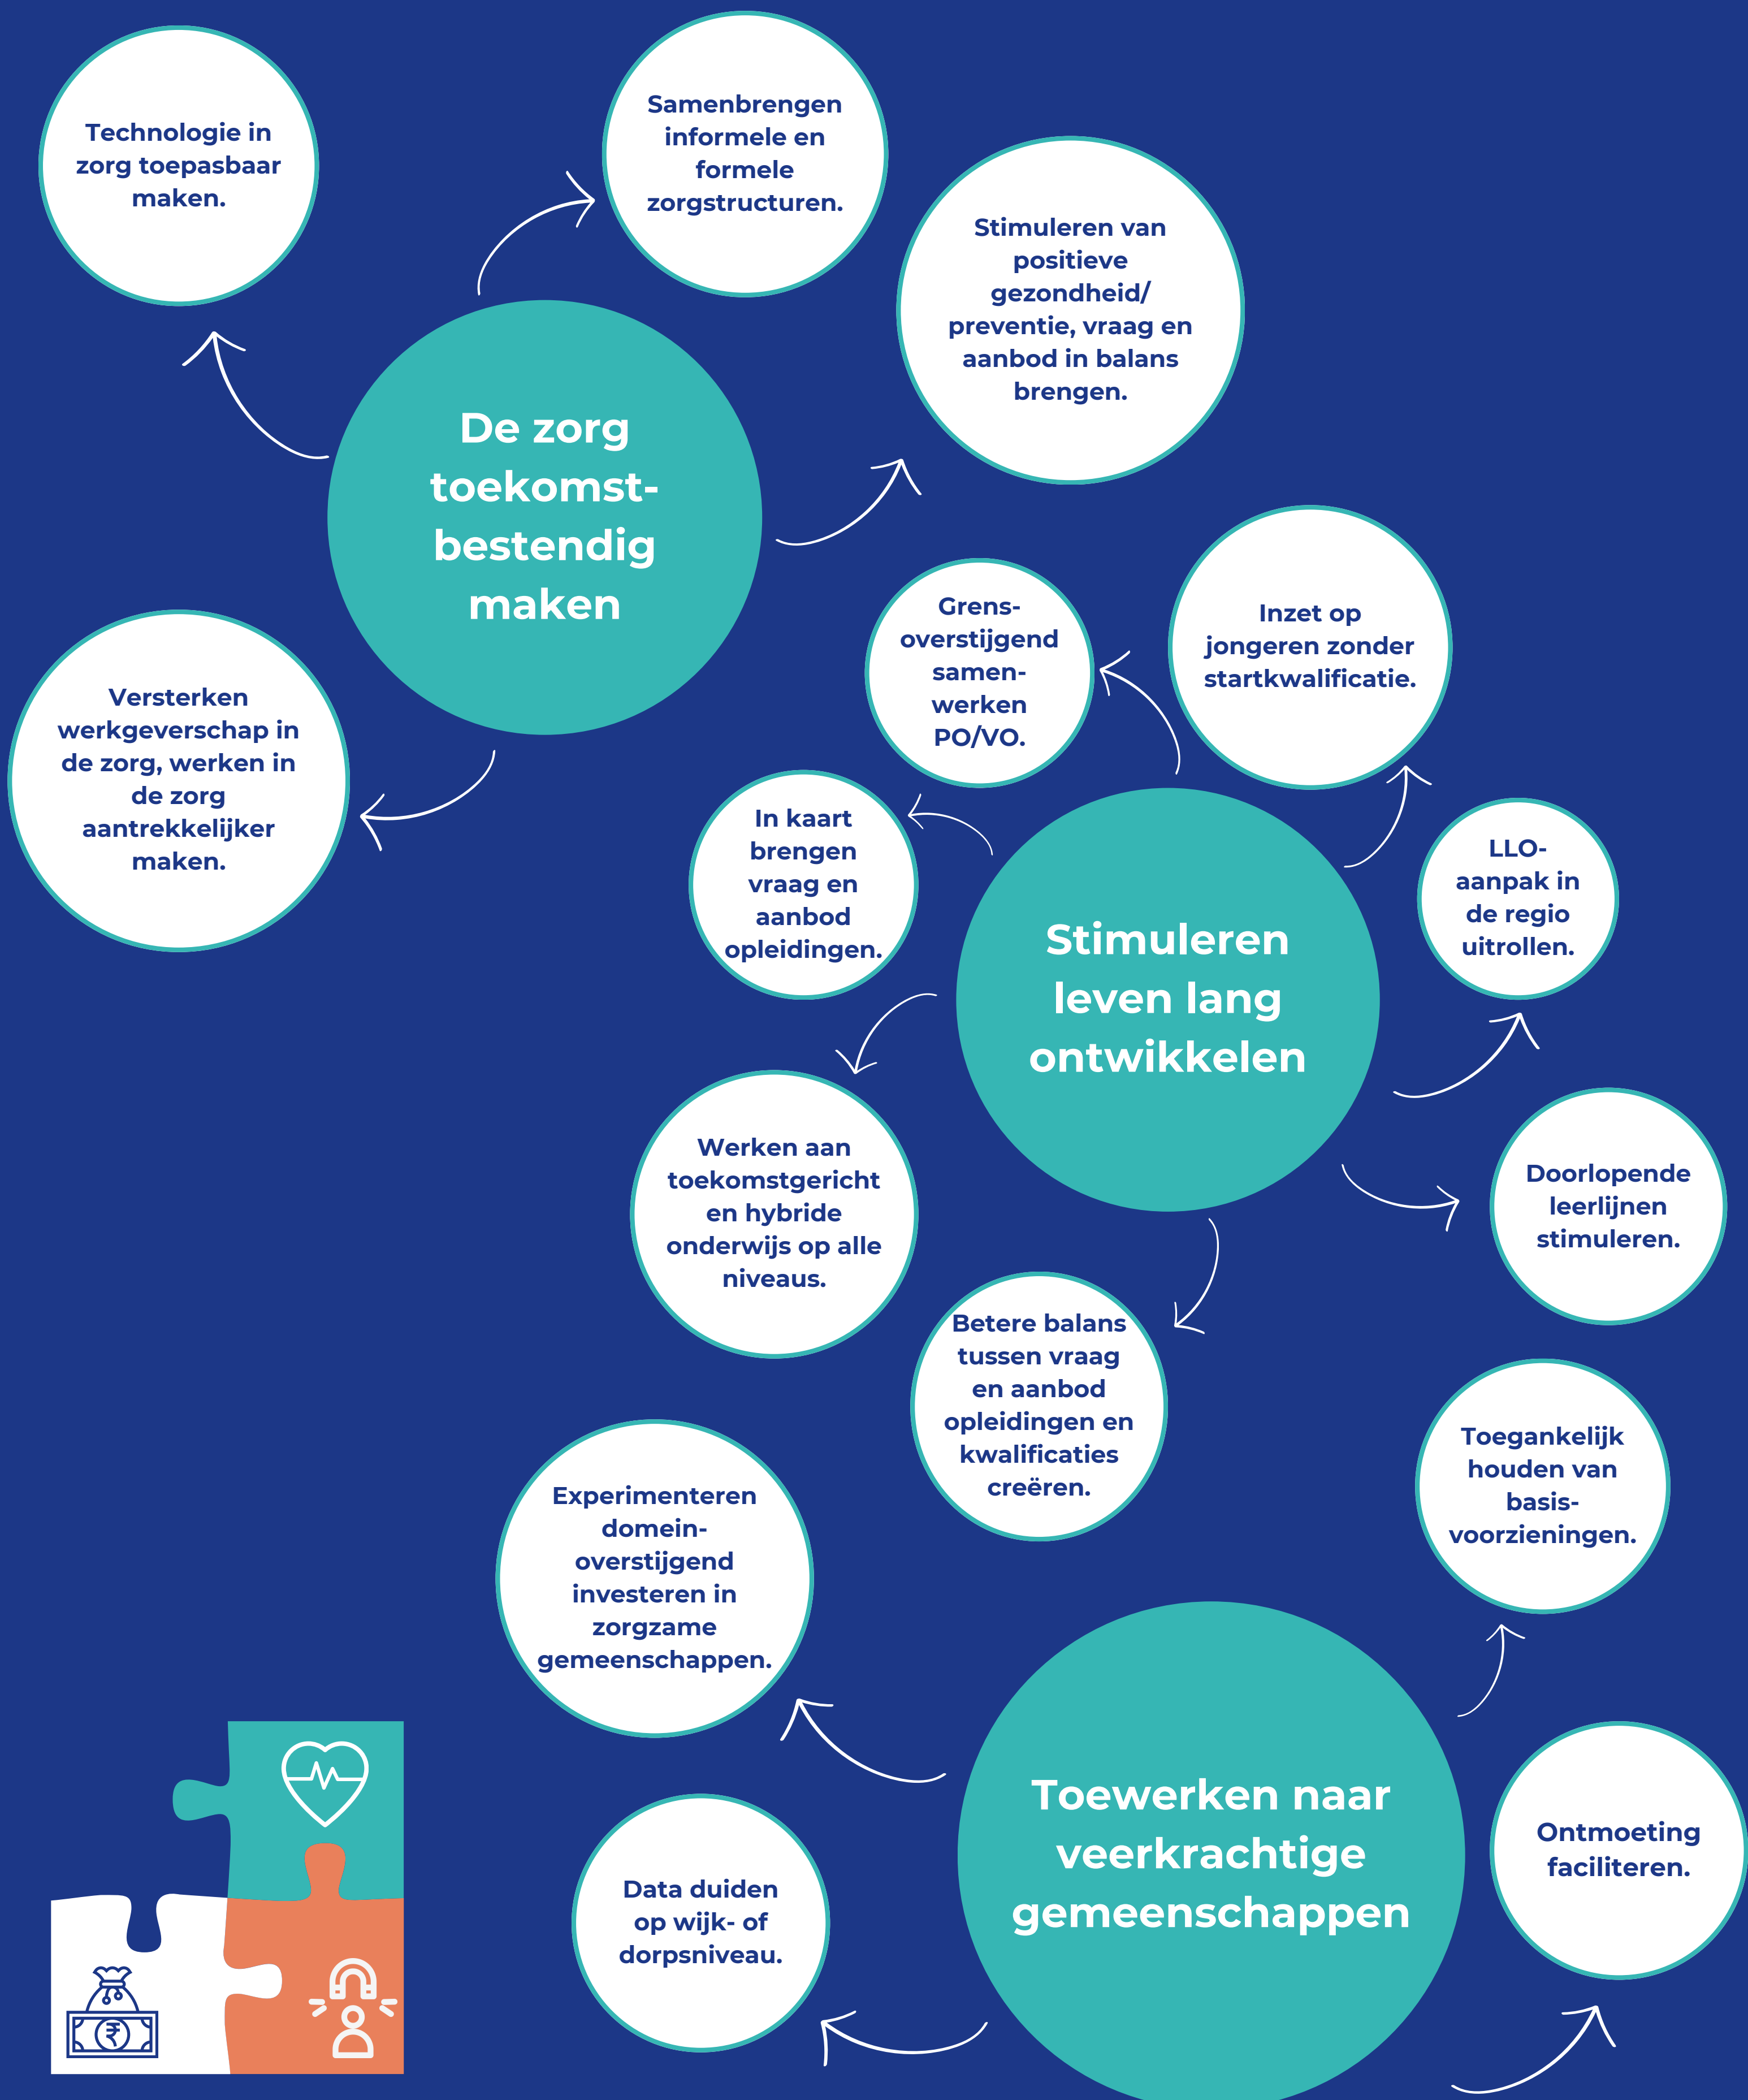 Technologie in
zorg toepasbaar
maken.
Samenbrengen
informele en
formele
zorgstructuren.
Stimuleren van
positieve
gezondheid/
preventie, vraag en
aanbod in balans
brengen.
De zorg
toekomst-
bestendig
maken
Versterken
werkgeverschap in
de zorg, werken in
de zorg
aantrekkelijker
maken.
Grens-
overstijgend
samen-
werken
PO/VO.
Inzet op
jongeren zonder
startkwalificatie.
In kaart
brengen
vraag en
aanbod
opleidingen.
LLO-
aanpak in
de regio
uitrollen.
Stimuleren
leven lang
ontwikkelen
Werken aan
toekomstgericht
en hybride
onderwijs op alle
niveaus.
Doorlopende
leerlijnen
stimuleren.
Betere balans
tussen vraag
en aanbod
opleidingen en
kwalificaties
creëren.
Experimenteren
domein-
overstijgend
investeren in
zorgzame
gemeenschappen.
Toegankelijk
houden van
basis-
voorzieningen.
Toewerken naar
veerkrachtige
gemeenschappen
Ontmoeting
faciliteren.
Data duiden
op wijk- of
dorpsniveau.
₹